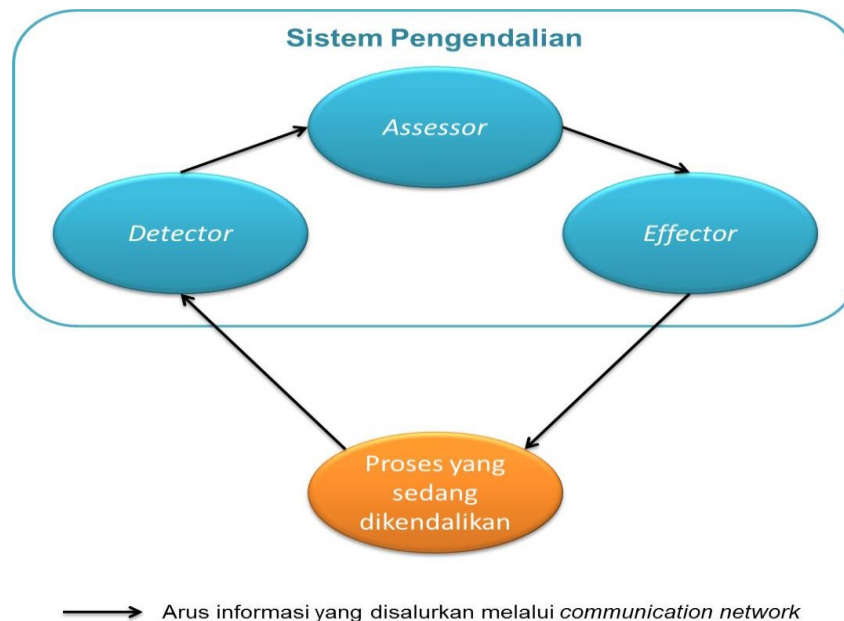 Sistem Pengendalian
Assessor
Detector
Effector
Proses yang
sedang
dikendalikan
Arus informasi yang disalurkan melalui communication network